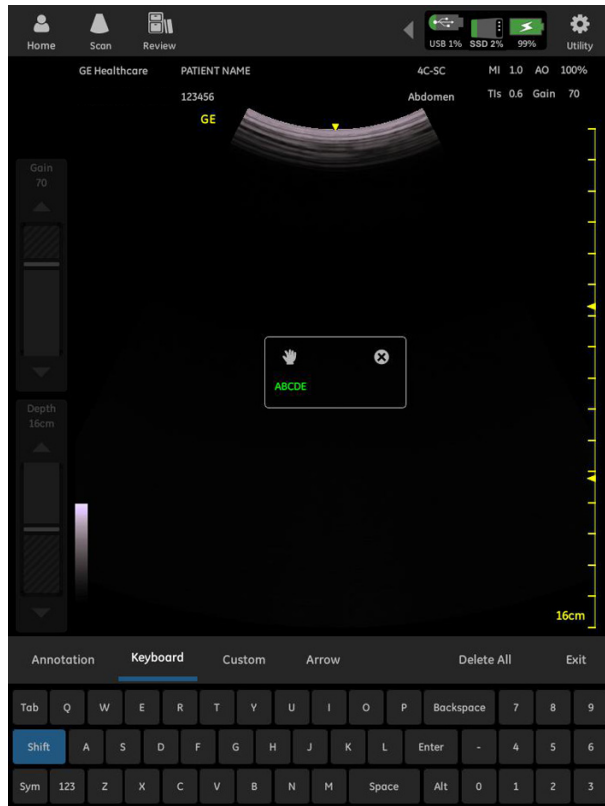 Home Scan Review USB 1% SSD 2% 99% Utility
GE Healthcare PATIENT NAME 4C-SC MI 1.0 AO 100%
123456 Abdomen TIs 0.6 Gain 70
GE
Gain
70
ABCDE
Depth
16cm
16cm
Annotation Keyboard Custom Arrow Delete All Exit
Tab Q W E R T Y U I O P Backspace 7 8 9
Shift A S D F G H J K L Enter - 4 5 6
Sym 123 Z X C V B N M Space Alt 0 1 2 3